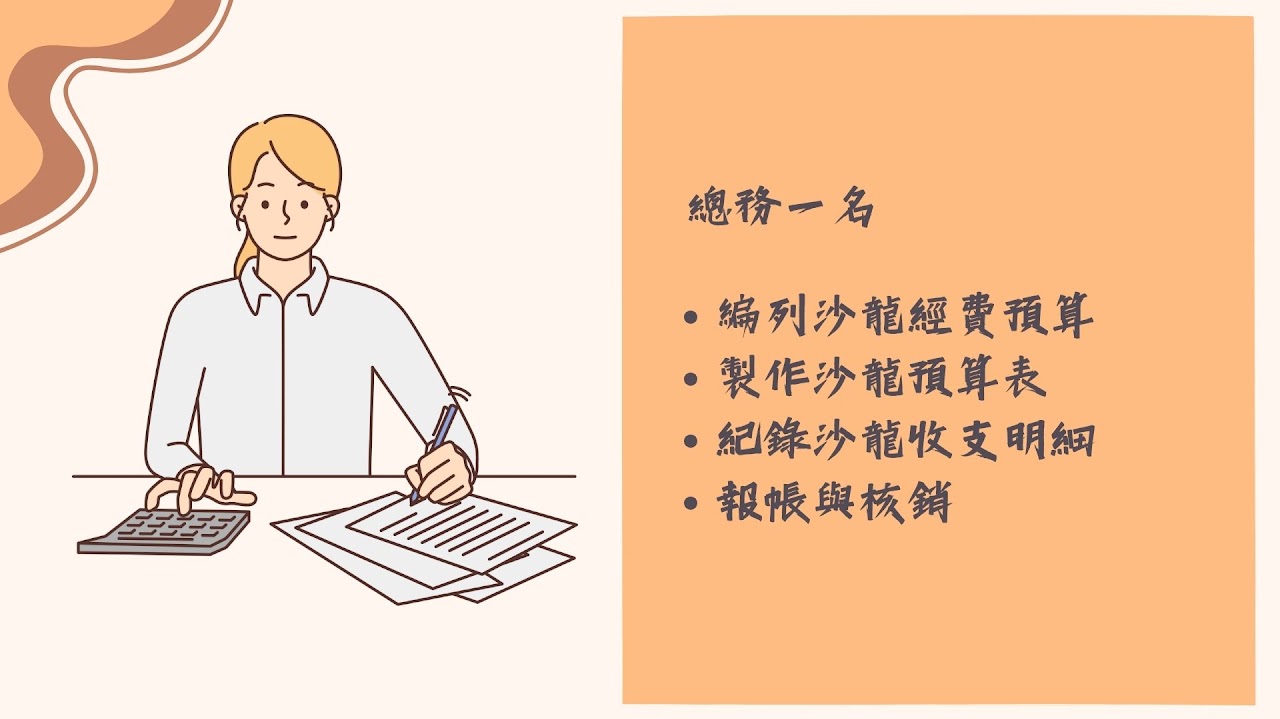 總務一名
• 編列沙龍經費預算
• 製作沙龍預算表
• 紀錄沙龍收支明細
• 報帳與核銷